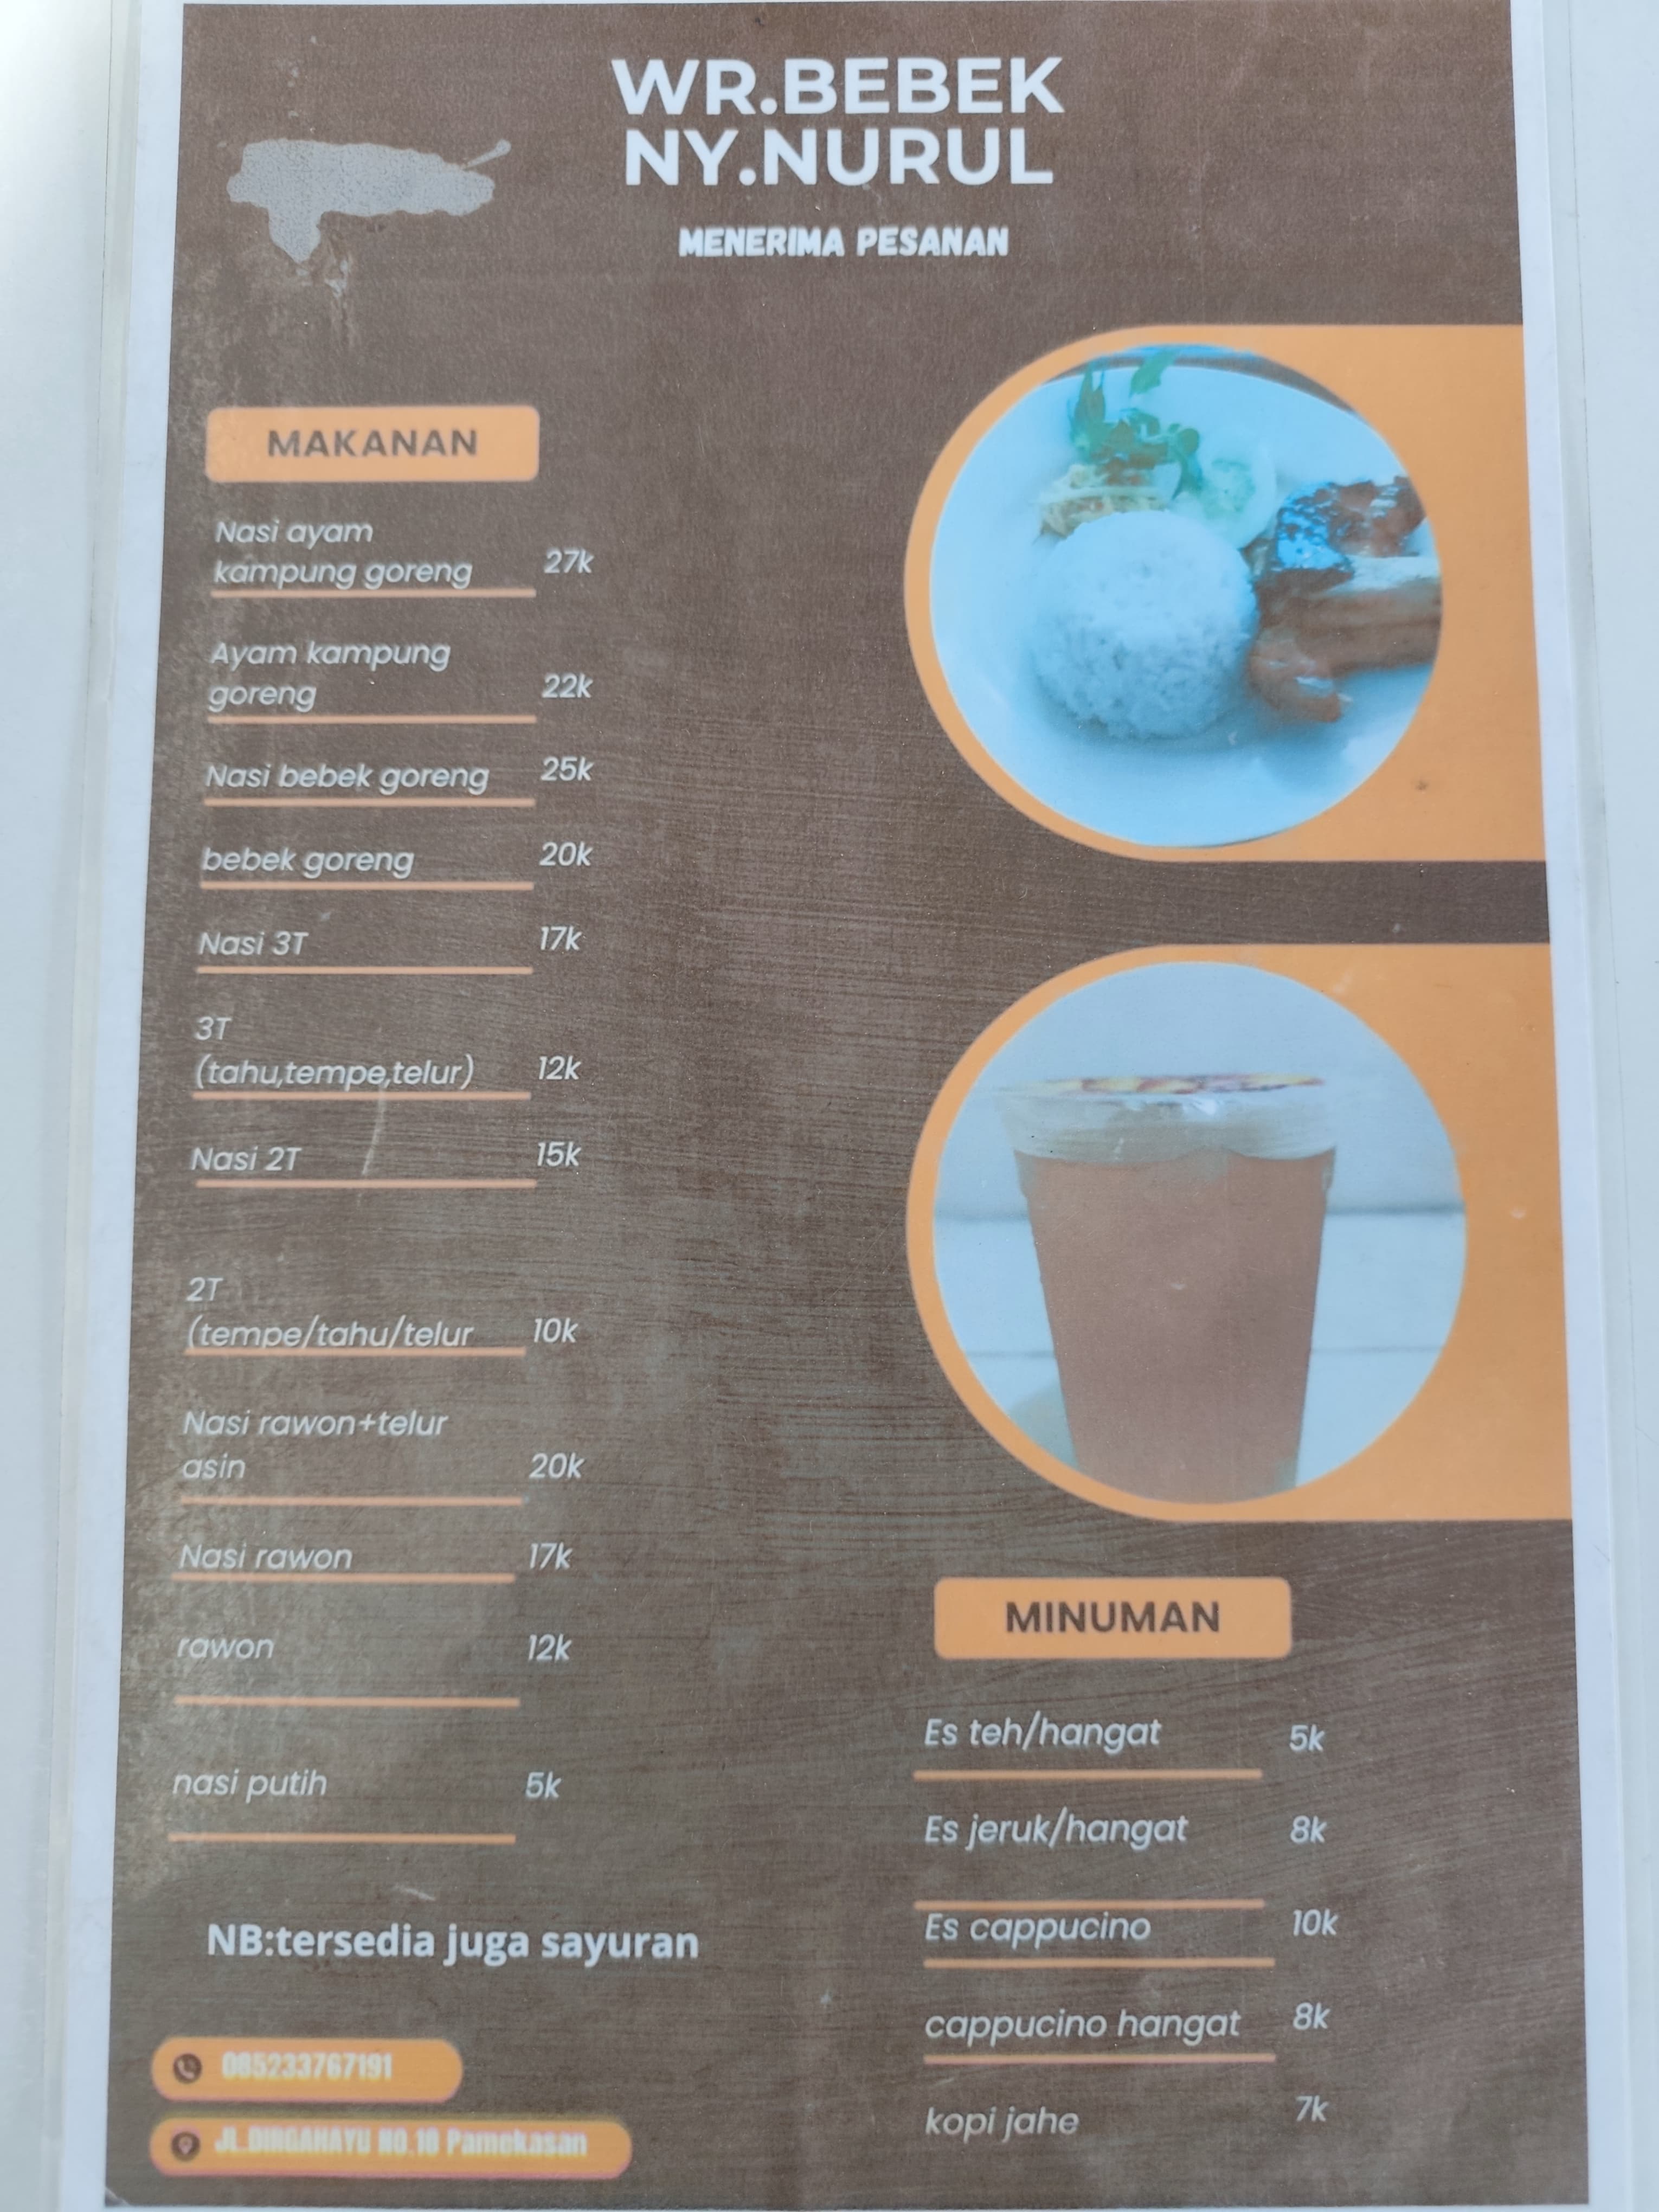 WR.BEBEK
NY.NURUL
MENERIMA PESANAN
MAKANAN
Nasi ayam
kampung goreng 27k
Ayam kampung
goreng 22k
Nasi bebek goreng 25k
bebek goreng 20k
Nasi 3T 17k
3T
(tahu,tempe,telur) 12k
Nasi 2T 15k
2T
(tempe/tahu/telur 10k
Nasi rawon+telur
asin 20k
Nasi rawon 17k
rawon 12k
nasi putih 5k
NB:tersedia juga sayuran
085233767191
JL.DIRGAHAYU NO.18 Pamekasan
MINUMAN
Es teh/hangat 5k
Es jeruk/hangat 8k
Es cappucino 10k
cappucino hangat 8k
kopi jahe 7k